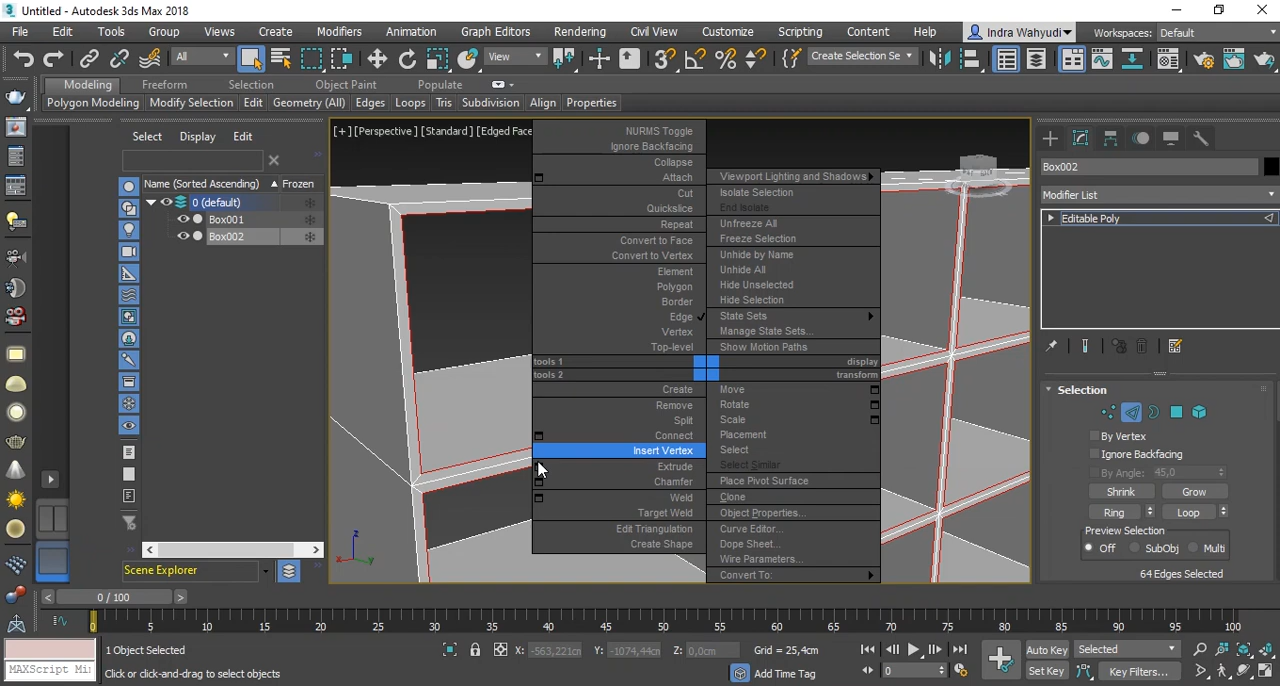 Untitled - Autodesk 3ds Max 2018
File Edit Tools Group Views Create Modifiers Animation Graph Editors Rendering Civil View Customize Scripting Content Help Indra Wahyudi Workspaces: Default
All View Create Selection Se
Modeling Freeform Selection Object Paint Populate
Polygon Modeling Modify Selection Edit Geometry (All) Edges Loops Tris Subdivision Align Properties
Select Display Edit
Name (Sorted Ascending) Frozen
0 (default)
Box001
Box002
Scene Explorer
[+] [Perspective] [Standard] [Edged Face
NURMS Toggle
Ignore Backfacing
Collapse
Attach
Cut
Quickslice
Repeat
Convert to Face
Convert to Vertex
Element
Polygon
Border
Edge
Vertex
Top-level
tools 1
tools 2
Create
Remove
Split
Connect
Insert Vertex
Extrude
Chamfer
Weld
Target Weld
Edit Triangulation
Create Shape
Viewport Lighting and Shadows
Isolate Selection
End Isolate
Unfreeze All
Freeze Selection
Unhide by Name
Unhide All
Hide Unselected
Hide Selection
State Sets
Manage State Sets...
Show Motion Paths
display
transform
Move
Rotate
Scale
Placement
Select
Select Similar
Place Pivot Surface
Clone
Object Properties...
Curve Editor...
Dope Sheet...
Wire Parameters...
Convert To:
z
x
y
Box002
Modifier List
Editable Poly
Selection
By Vertex
Ignore Backfacing
By Angle: 45,0
Shrink Grow
Ring Loop
Preview Selection
Off SubObj Multi
64 Edges Selected
0 / 100
5 10 15 20 25 30 35 40 45 50 55 60 65 70 75 80 85 90 95 100
1 Object Selected X: -563,221cn Y: -1074,44cn Z: 0,0cm Grid = 25,4cm Auto Key Selected
MAXScript Mi: Click or click-and-drag to select objects Add Time Tag 0 Set Key Key Filters...